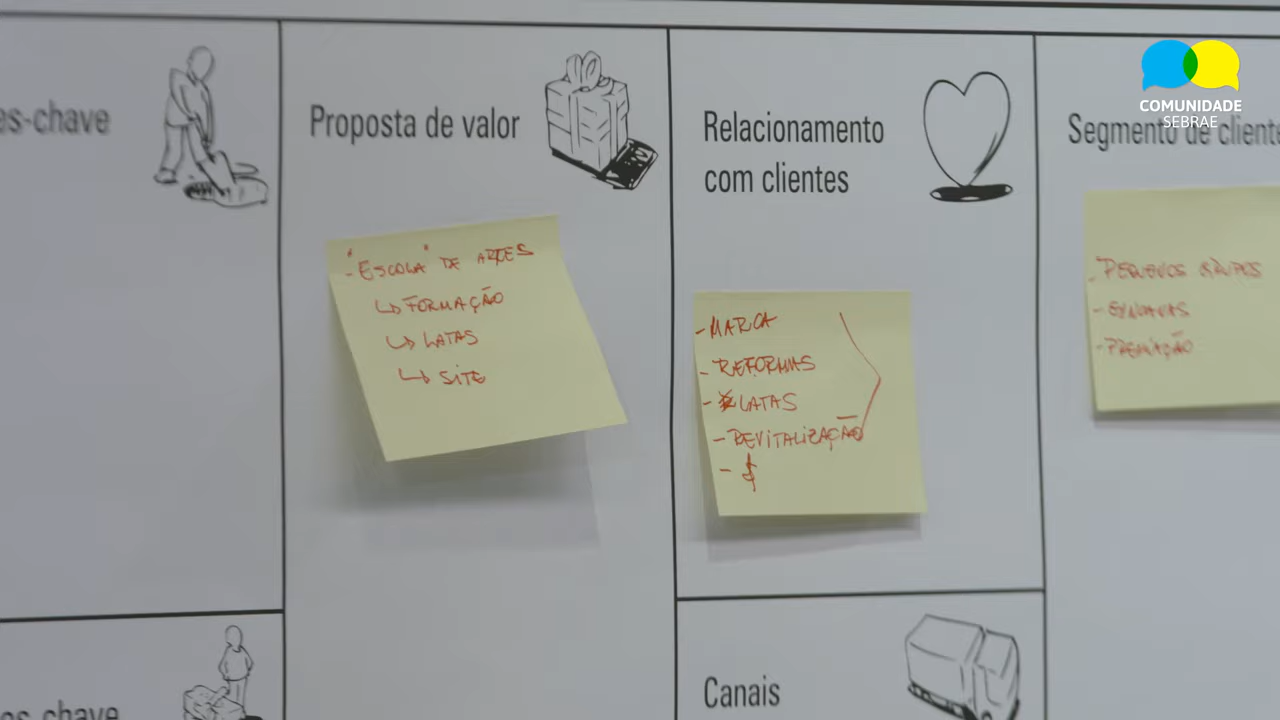 COMUNIDADE
SEBRAE
es-chave
Proposta de valor
Relacionamento
com clientes
Segmento de cliente
- "ESCOLA" DE ARTES
↳ FORMAÇÃO
↳ LATAS
↳ SITE
- MARCA
- REFORMAS
- LATAS
- REVITALIZAÇÃO
- $
- PEQUENOS GRUPOS
- PREMIAÇÃO
es-chave
Canais